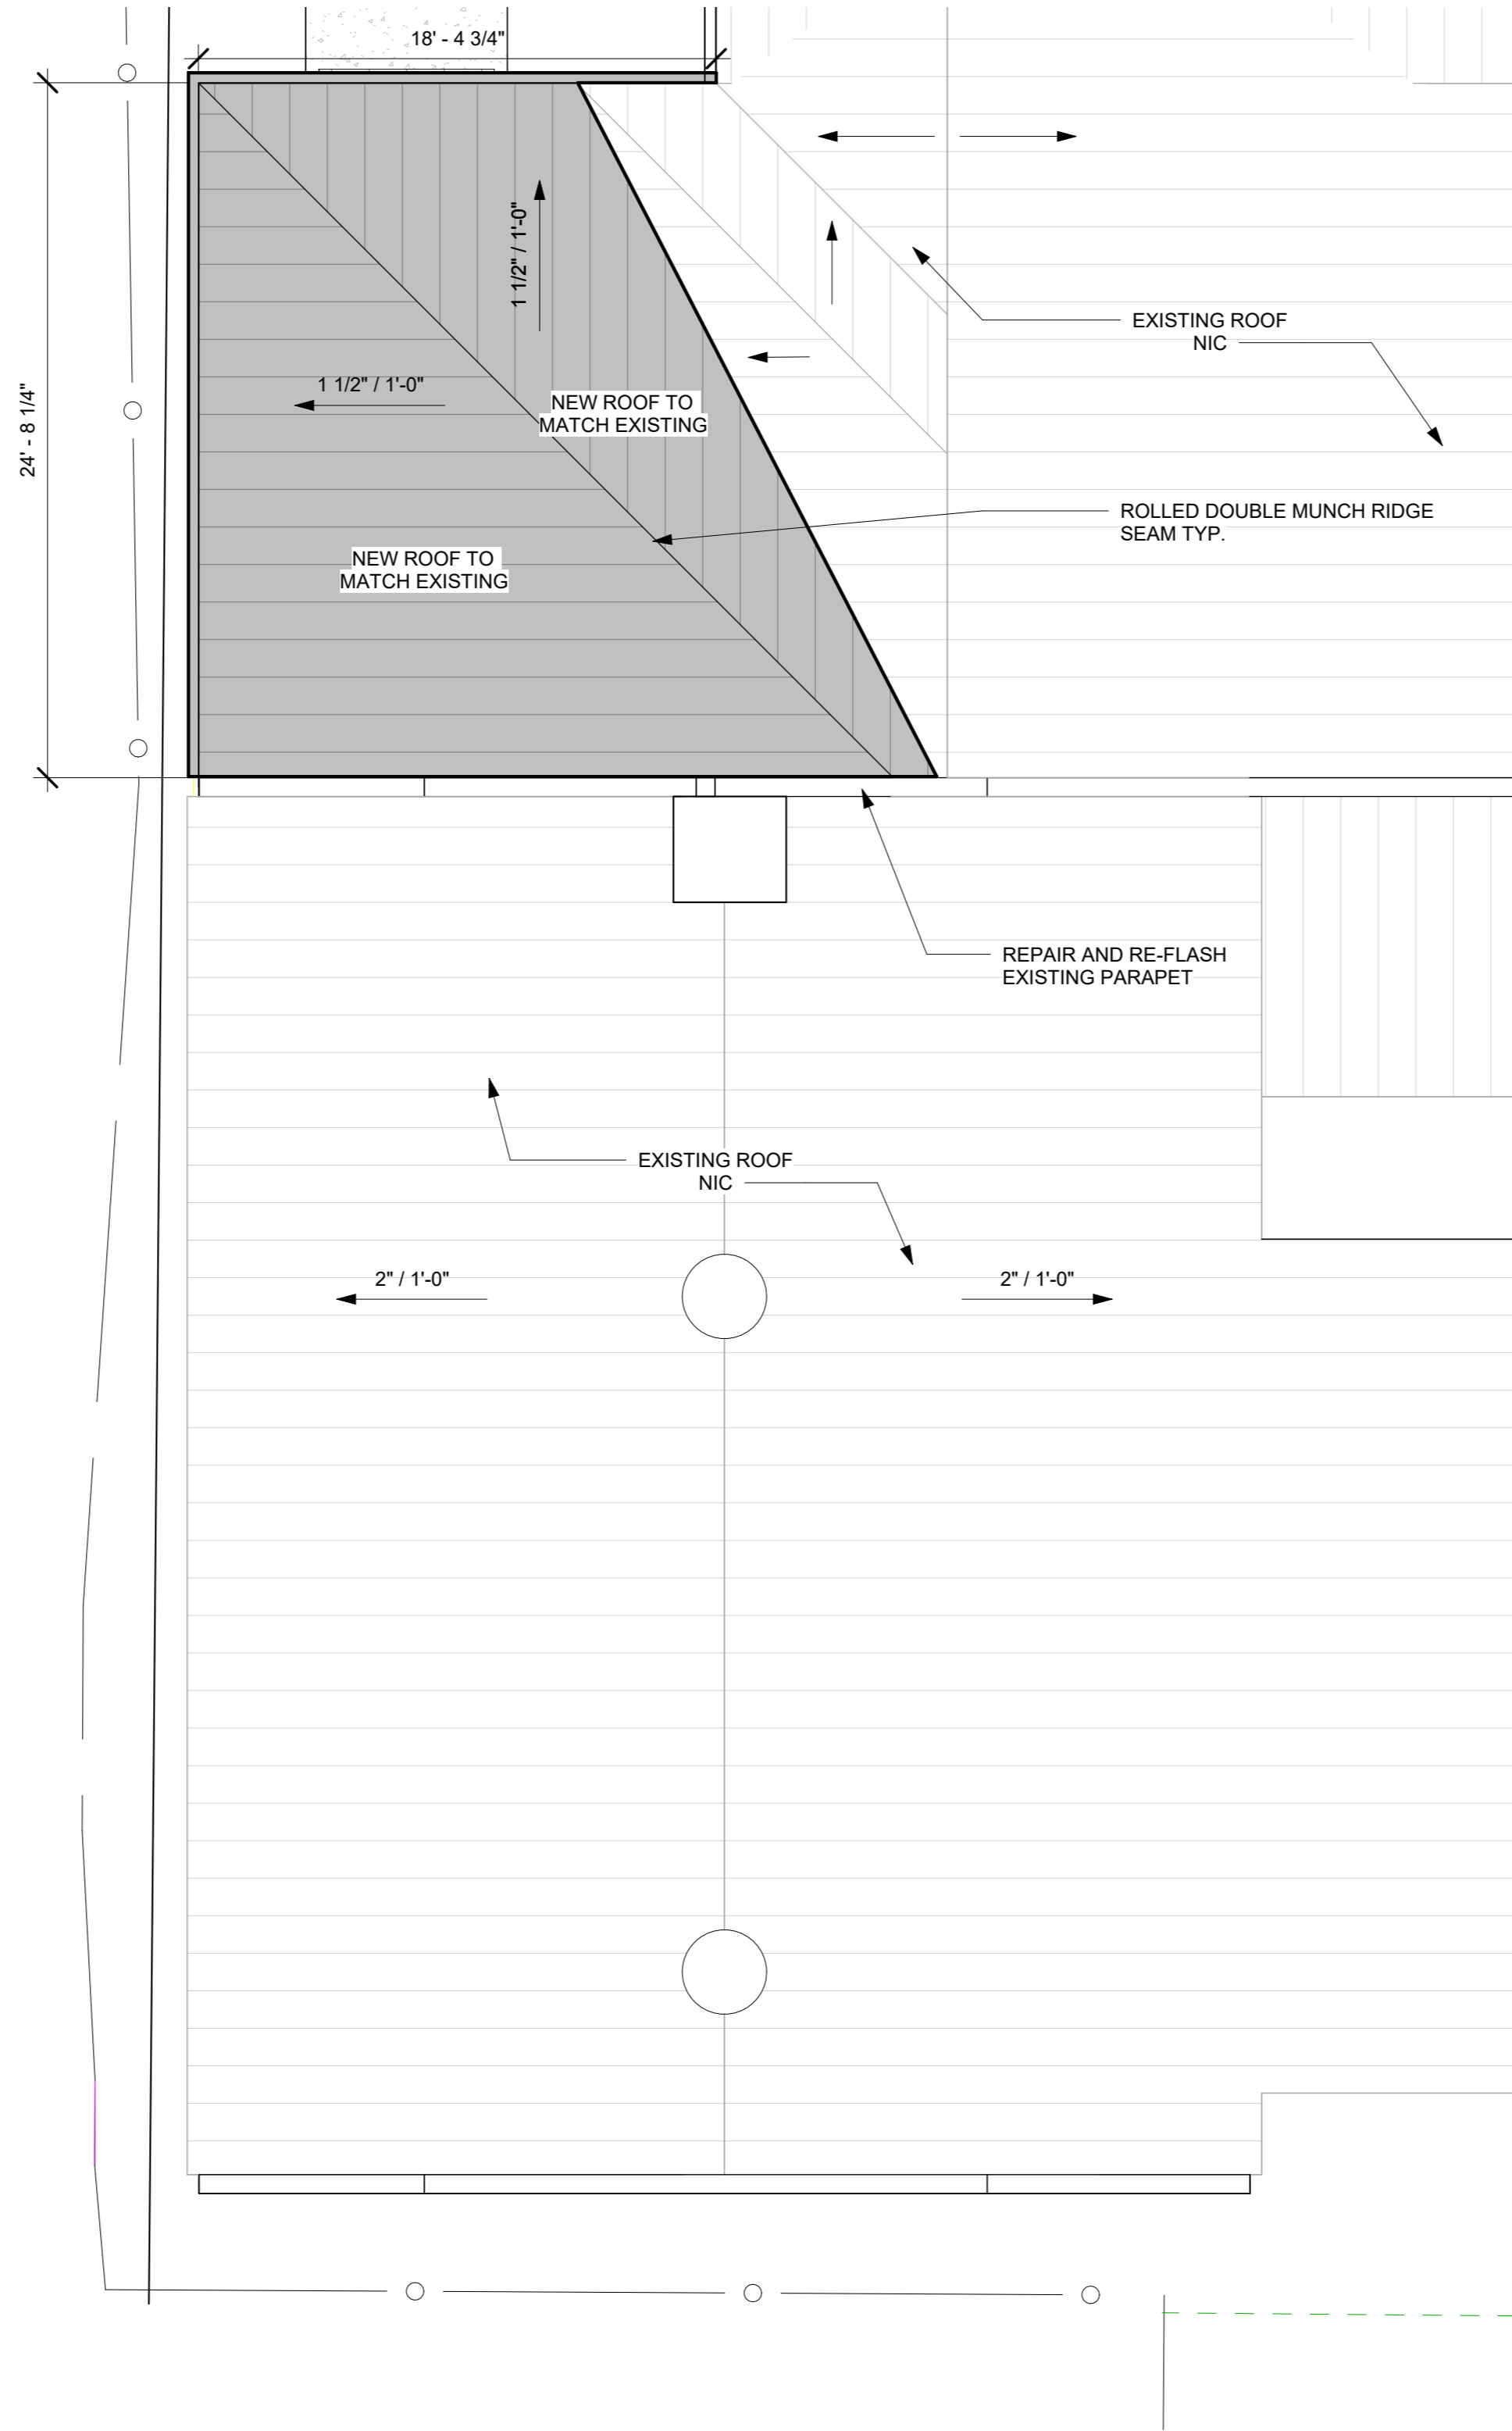 18' - 4 3/4"
24' - 8 1/4"
1 1/2" / 1'-0"
EXISTING ROOF
NIC
1 1/2" / 1'-0"
NEW ROOF TO
MATCH EXISTING
ROLLED DOUBLE MUNCH RIDGE
SEAM TYP.
NEW ROOF TO
MATCH EXISTING
REPAIR AND RE-FLASH
EXISTING PARAPET
EXISTING ROOF
NIC
2" / 1'-0"
2" / 1'-0"